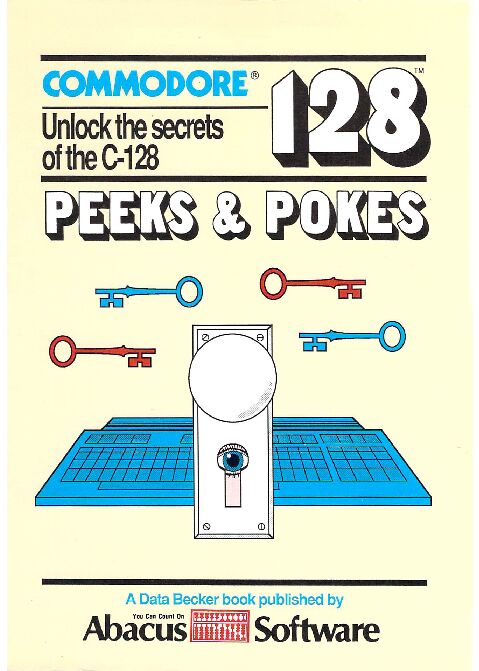 COMMODORE® 128™
Unlock the secrets
of the C-128
PEEKS & POKES
A Data Becker book published by
You Can Count On
Abacus Software